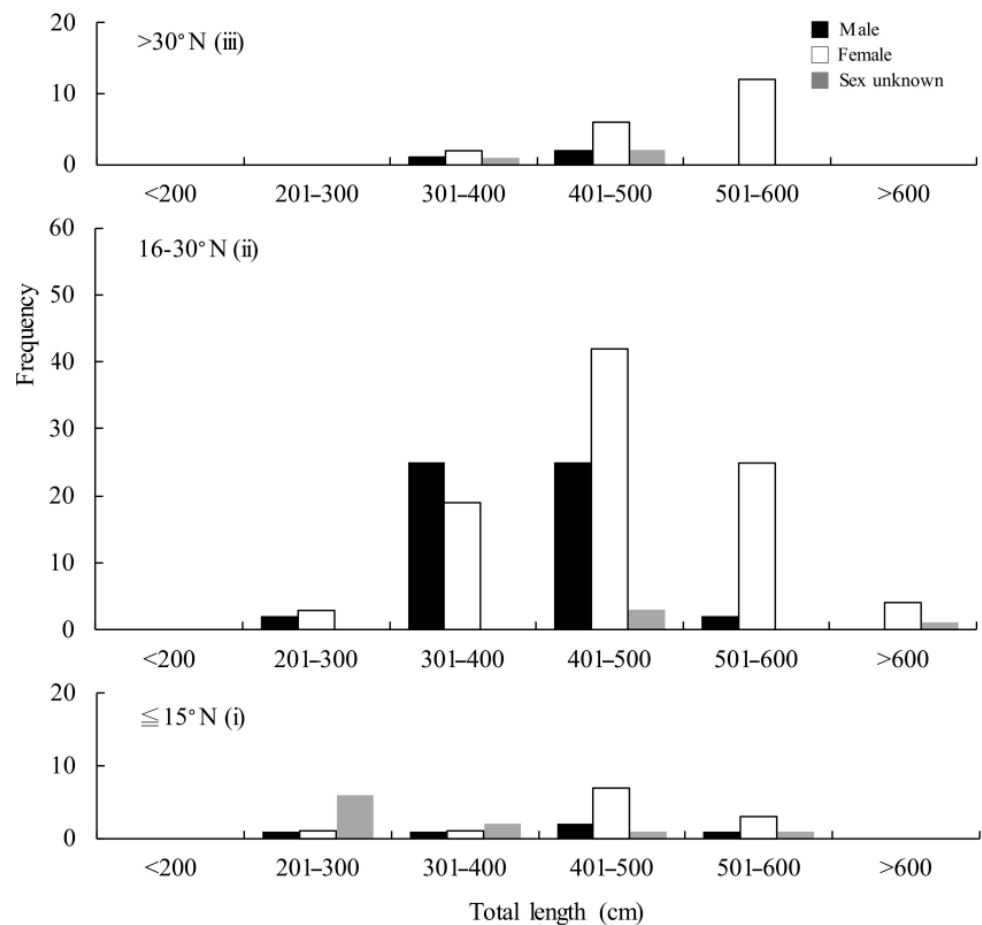 20
>30°N (iii)
Male
Female
Sex unknown
10
0
<200 201–300 301–400 401–500 501–600 >600
60
16-30°N (ii)
50
40
Frequency
30
20
10
0
<200 201–300 301–400 401–500 501–600 >600
20
≦15°N (i)
10
0
<200 201–300 301–400 401–500 501–600 >600
Total length (cm)